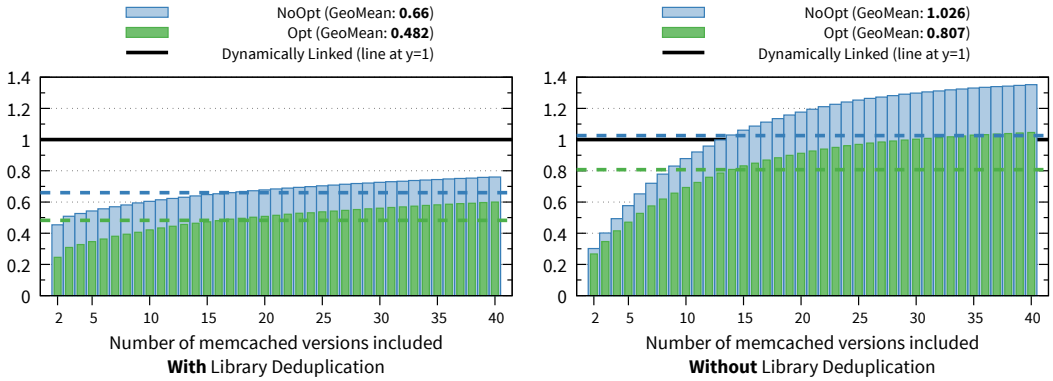 NoOpt (GeoMean: 0.66)
Opt (GeoMean: 0.482)
Dynamically Linked (line at y=1)
1.4
1.2
1
0.8
0.6
0.4
0.2
0
2 5 10 15 20 25 30 35 40
Number of memcached versions included
With Library Deduplication
NoOpt (GeoMean: 1.026)
Opt (GeoMean: 0.807)
Dynamically Linked (line at y=1)
1.4
1.2
1
0.8
0.6
0.4
0.2
0
2 5 10 15 20 25 30 35 40
Number of memcached versions included
Without Library Deduplication